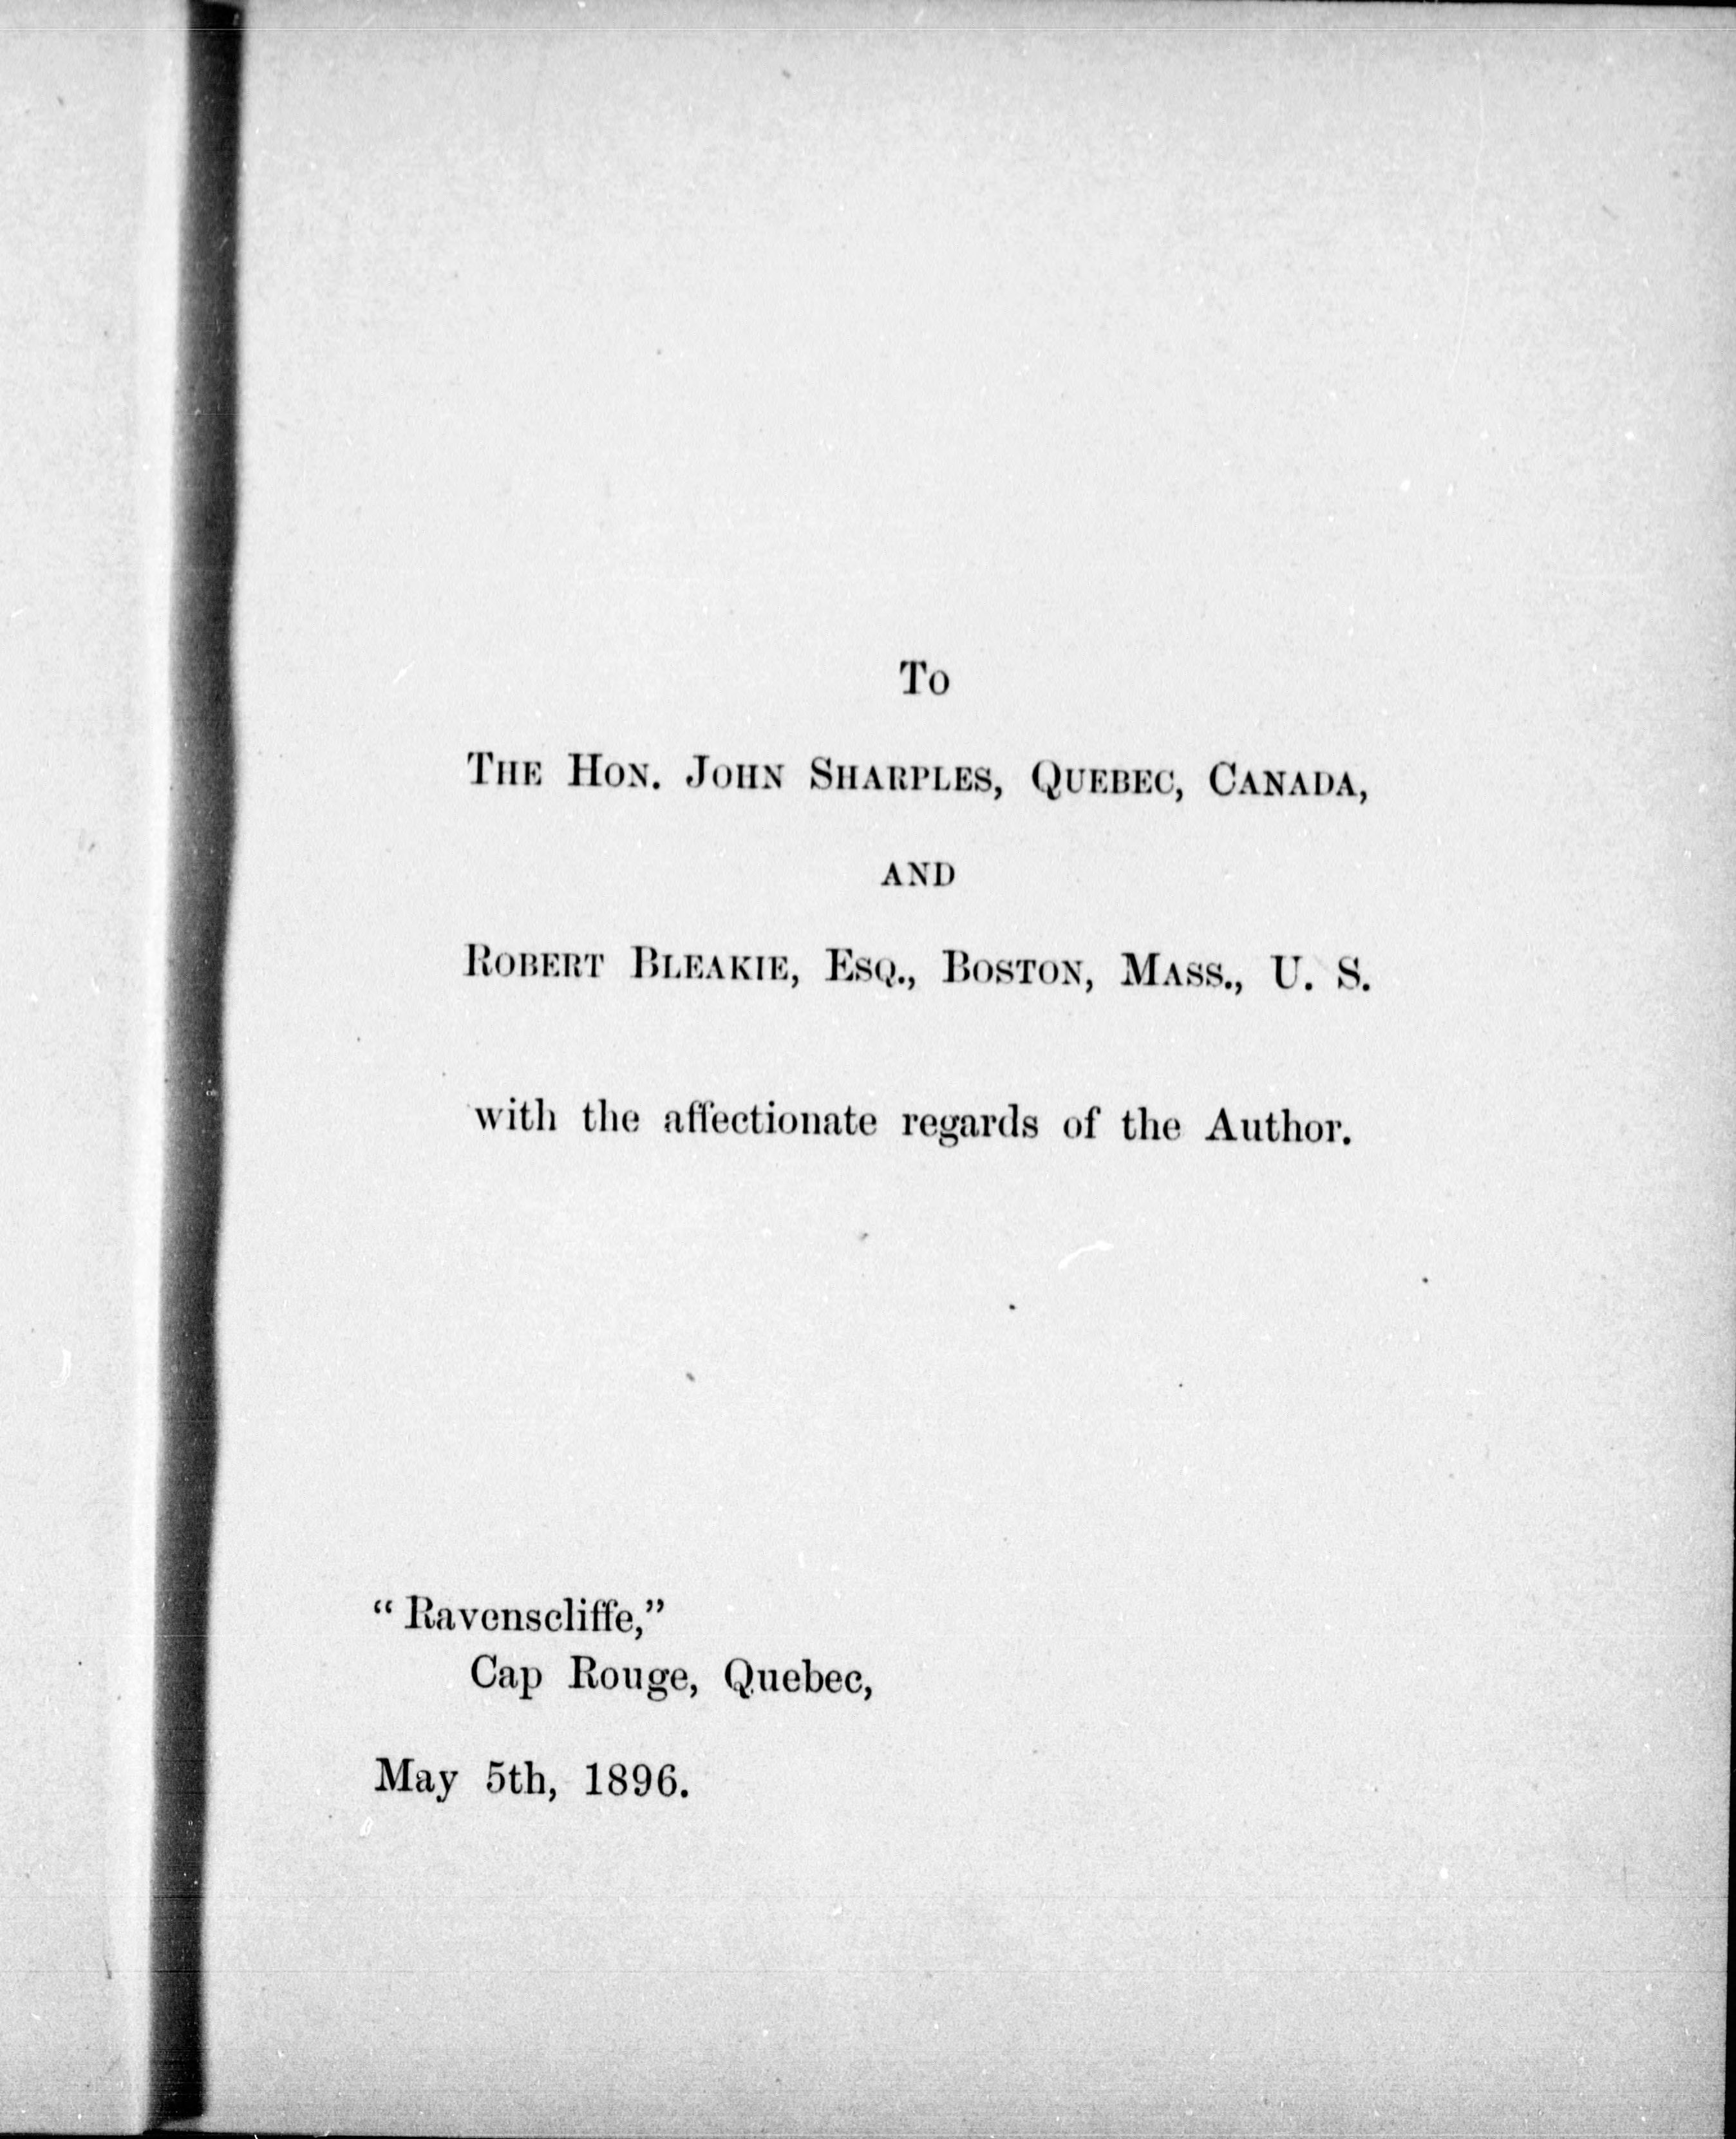 To
The Hon. John Sharples, Quebec, Canada,
and
Robert Bleakie, Esq., Boston, Mass., U. S.
with the affectionate regards of the Author.
“Ravenscliffe,”
Cap Rouge, Quebec,
May 5th, 1896.